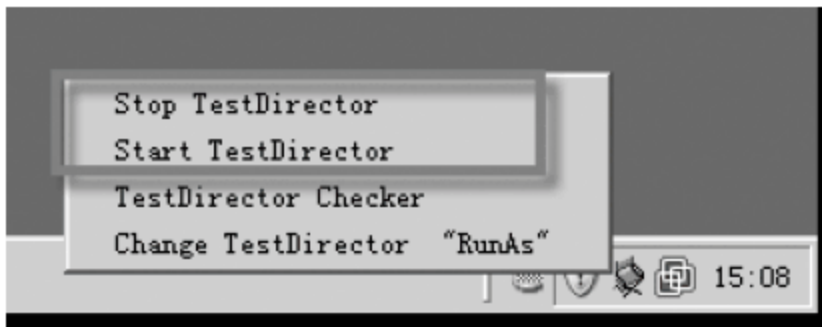 Stop TestDirector
Start TestDirector
TestDirector Checker
Change TestDirector "RunAs"
15:08